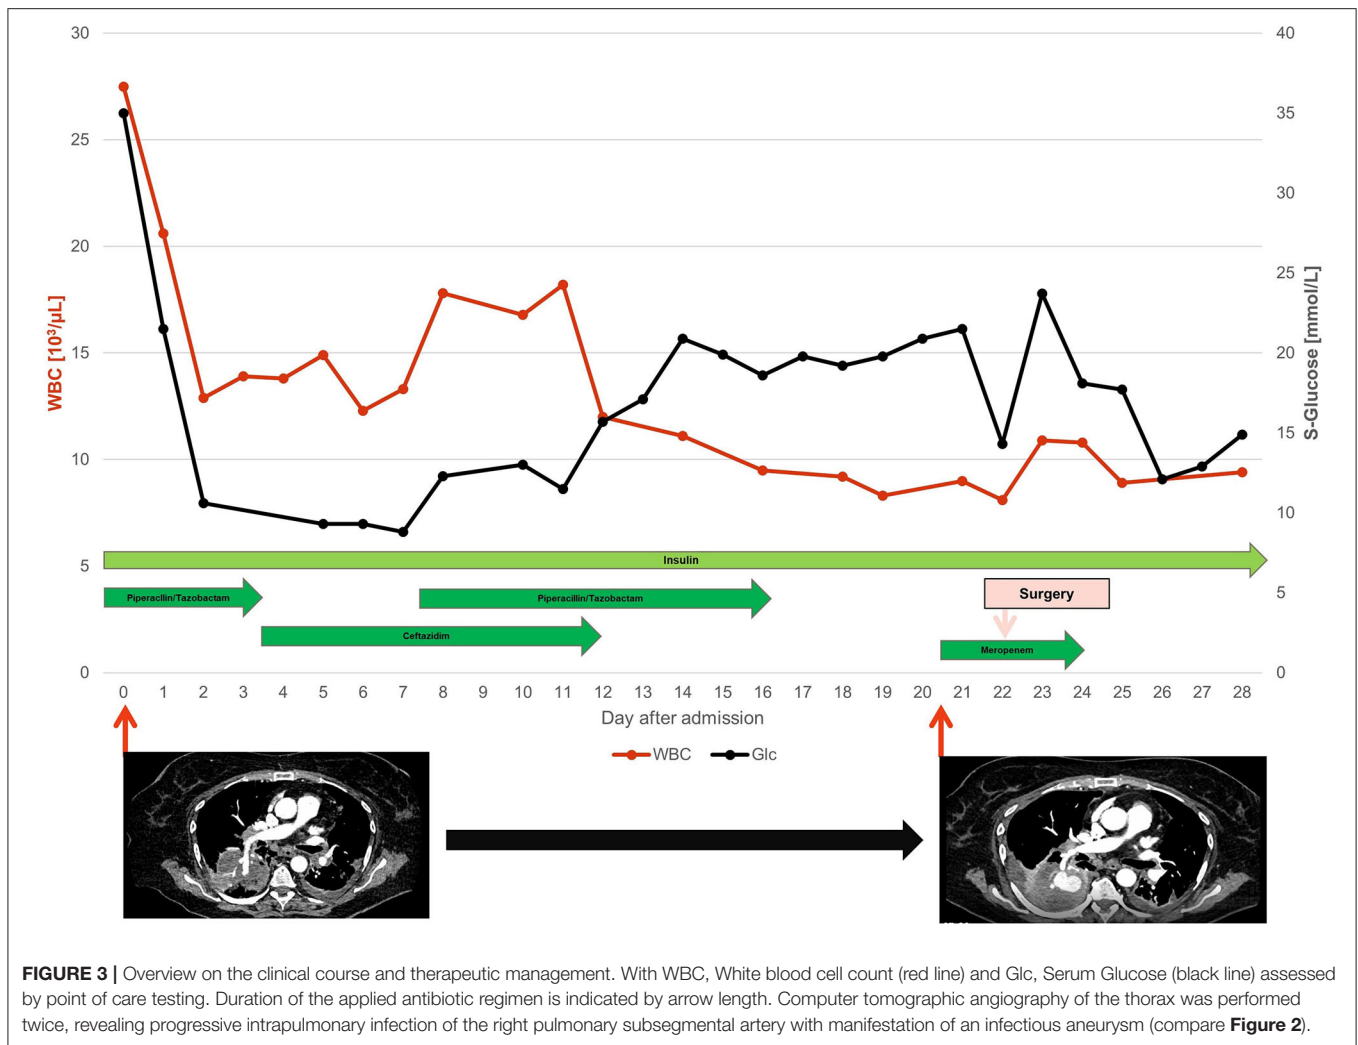 30
25
20
15
10
5
0
WBC [10³/µL]
40
35
30
25
20
15
10
5
0
S-Glucose [mmol/L]
Insulin
Piperacllin/Tazobactam
Piperacillin/Tazobactam
Surgery
Ceftazidim
Meropenem
0 1 2 3 4 5 6 7 8 9 10 11 12 13 14 15 16 17 18 19 20 21 22 23 24 25 26 27 28
Day after admission
WBC Glc
FIGURE 3 | Overview on the clinical course and therapeutic management. With WBC, White blood cell count (red line) and Glc, Serum Glucose (black line) assessed
by point of care testing. Duration of the applied antibiotic regimen is indicated by arrow length. Computer tomographic angiography of the thorax was performed
twice, revealing progressive intrapulmonary infection of the right pulmonary subsegmental artery with manifestation of an infectious aneurysm (compare Figure 2).